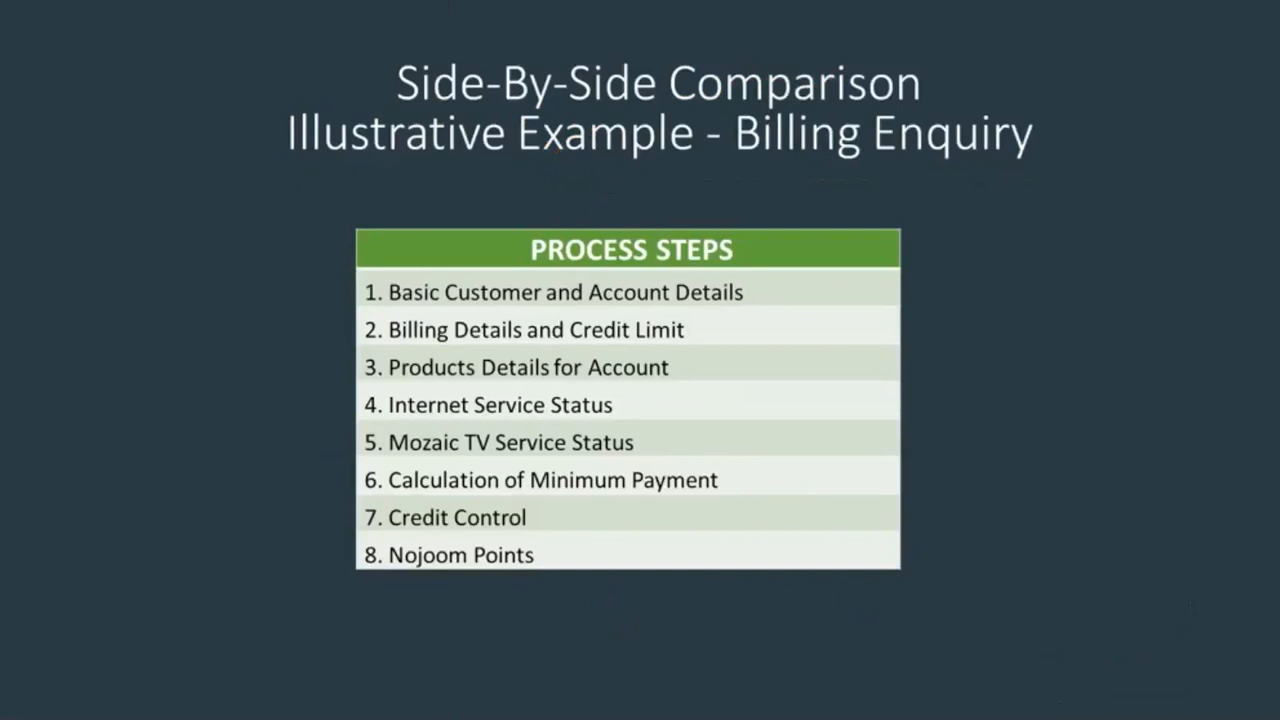 Side-By-Side Comparison
Illustrative Example - Billing Enquiry
PROCESS STEPS
1. Basic Customer and Account Details
2. Billing Details and Credit Limit
3. Products Details for Account
4. Internet Service Status
5. Mozaic TV Service Status
6. Calculation of Minimum Payment
7. Credit Control
8. Nojoom Points